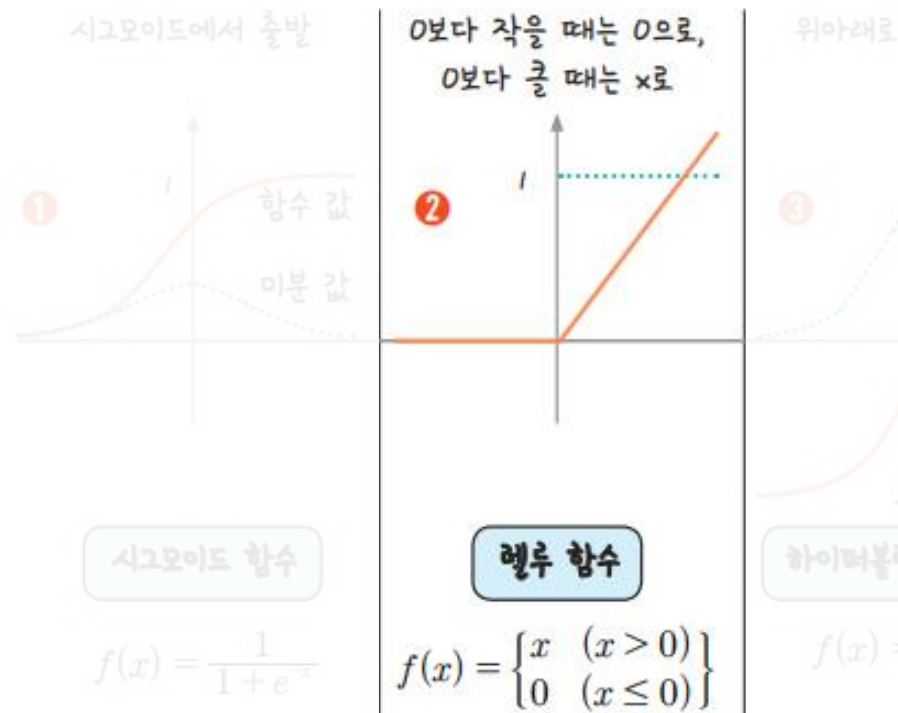 시그모이드에서 출발
1
1
함수 값
미분 값
시그모이드 함수
f(x) = 1 / (1 + e^-x)
0보다 작을 때는 0으로,
0보다 클 때는 x로
2
1
렐루 함수
f(x) = { x (x > 0)
0 (x ≤ 0) }
위아래로
3
하이퍼볼
f(x) =